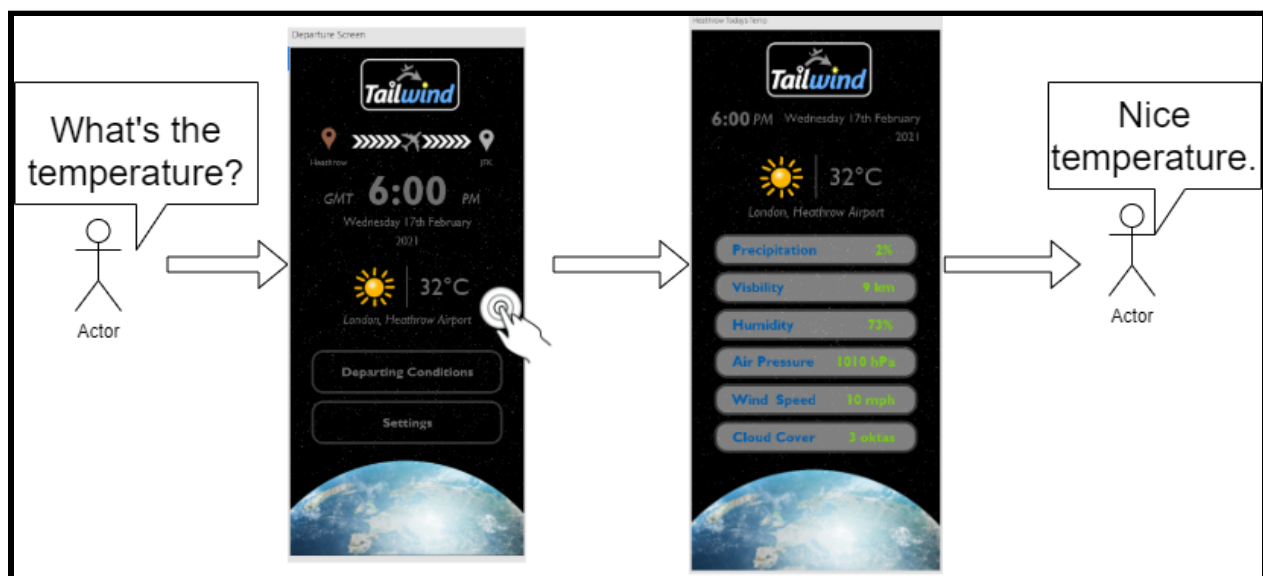 What's the
temperature?
Actor
Departure Screen
Tailwind
Heathrow
JFK
GMT 6:00 PM
Wednesday 17th February
2021
32°C
London, Heathrow Airport
Departing Conditions
Settings
Heathrow Todays Temp
Tailwind
6:00 PM Wednesday 17th February
2021
32°C
London, Heathrow Airport
Precipitation 2%
Visbility 9 km
Humidity 73%
Air Pressure 1010 hPa
Wind Speed 10 mph
Cloud Cover 3 oktas
Nice
temperature.
Actor